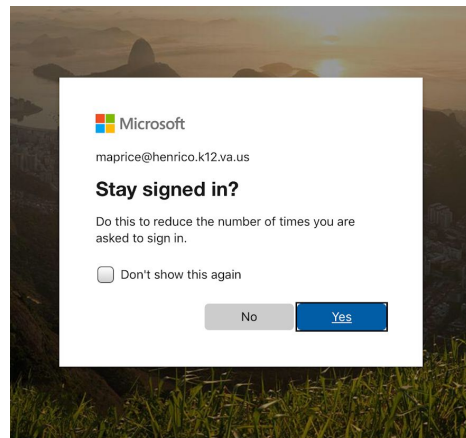 Microsoft
maprice@henrico.k12.va.us
Stay signed in?
Do this to reduce the number of times you are
asked to sign in.
Don't show this again
No
Yes